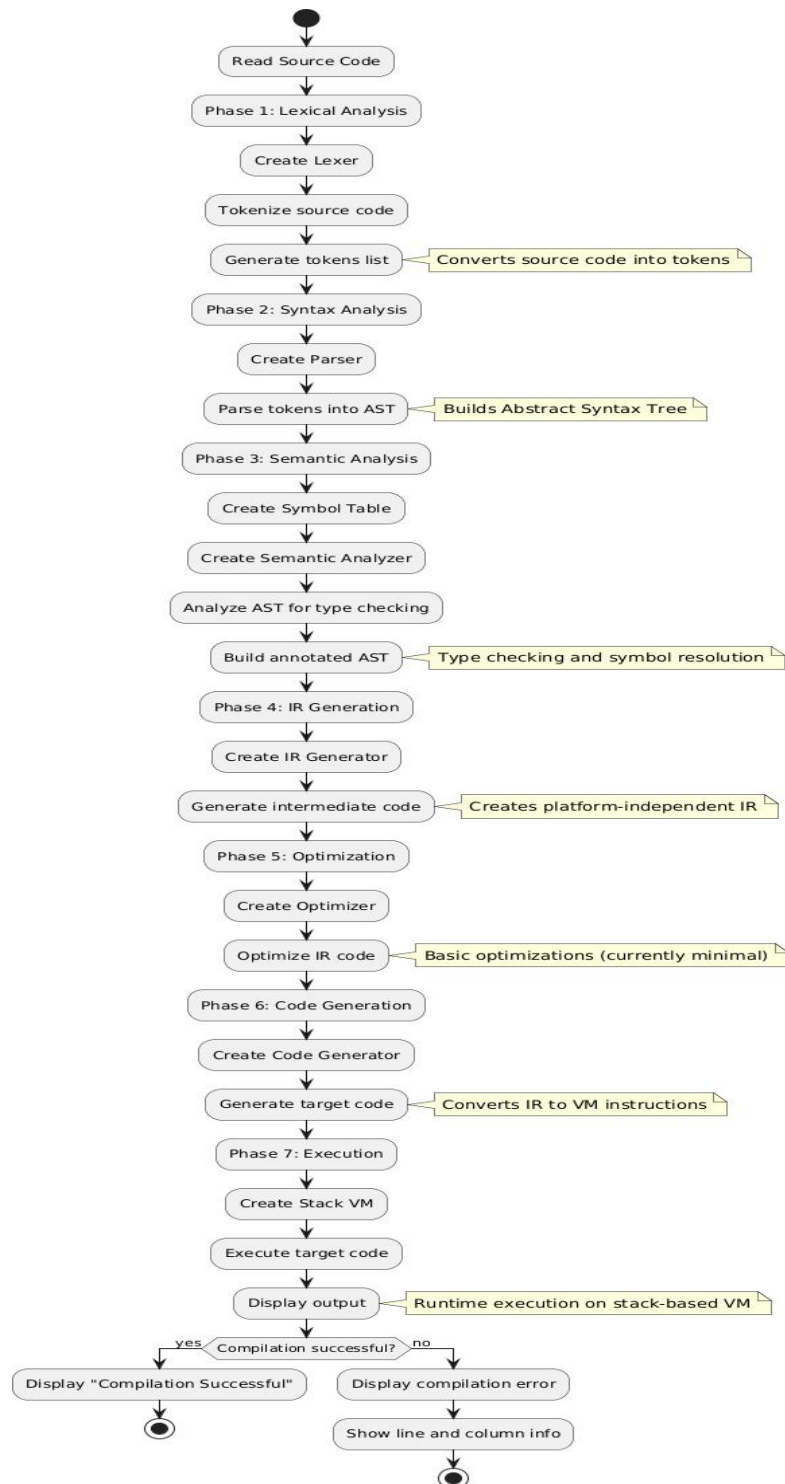 Read Source Code
Phase 1: Lexical Analysis
Create Lexer
Tokenize source code
Generate tokens list
Converts source code into tokens
Phase 2: Syntax Analysis
Create Parser
Parse tokens into AST
Builds Abstract Syntax Tree
Phase 3: Semantic Analysis
Create Symbol Table
Create Semantic Analyzer
Analyze AST for type checking
Build annotated AST
Type checking and symbol resolution
Phase 4: IR Generation
Create IR Generator
Generate intermediate code
Creates platform-independent IR
Phase 5: Optimization
Create Optimizer
Optimize IR code
Basic optimizations (currently minimal)
Phase 6: Code Generation
Create Code Generator
Generate target code
Converts IR to VM instructions
Phase 7: Execution
Create Stack VM
Execute target code
Display output
Runtime execution on stack-based VM
yes
Compilation successful?
no
Display "Compilation Successful"
Display compilation error
Show line and column info